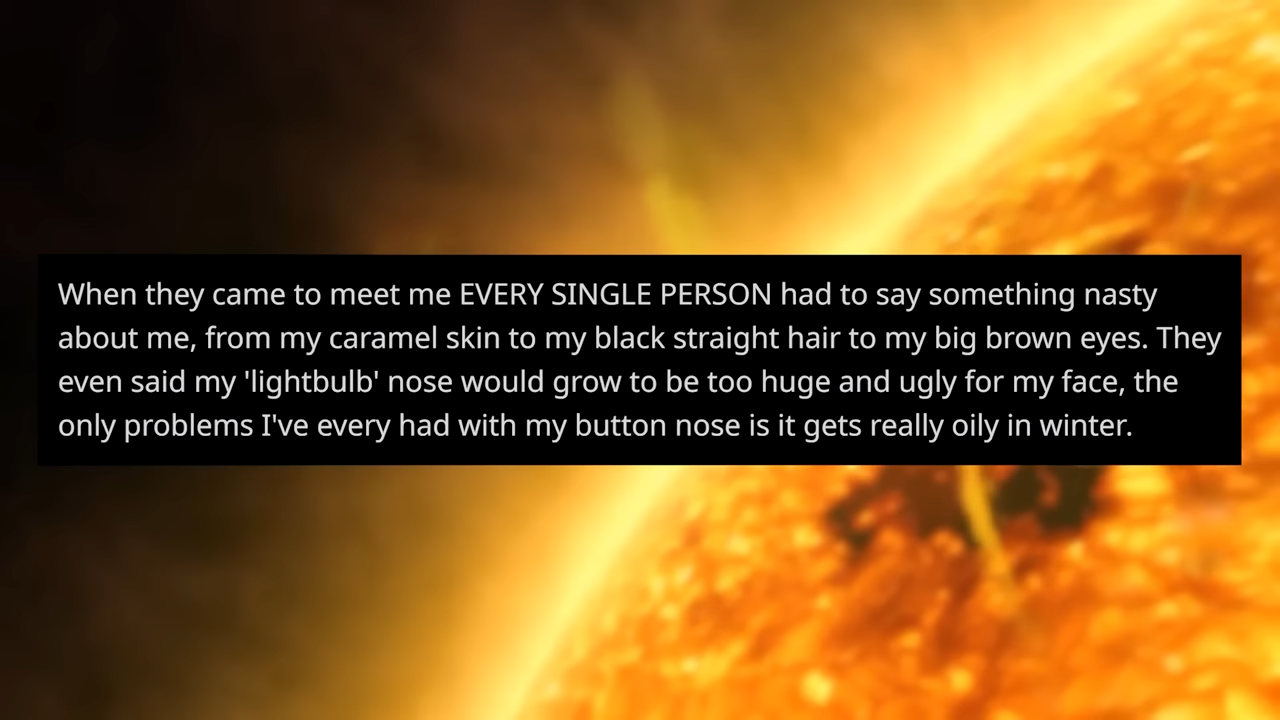 When they came to meet me EVERY SINGLE PERSON had to say something nasty
about me, from my caramel skin to my black straight hair to my big brown eyes. They
even said my 'lightbulb' nose would grow to be too huge and ugly for my face, the
only problems I've every had with my button nose is it gets really oily in winter.